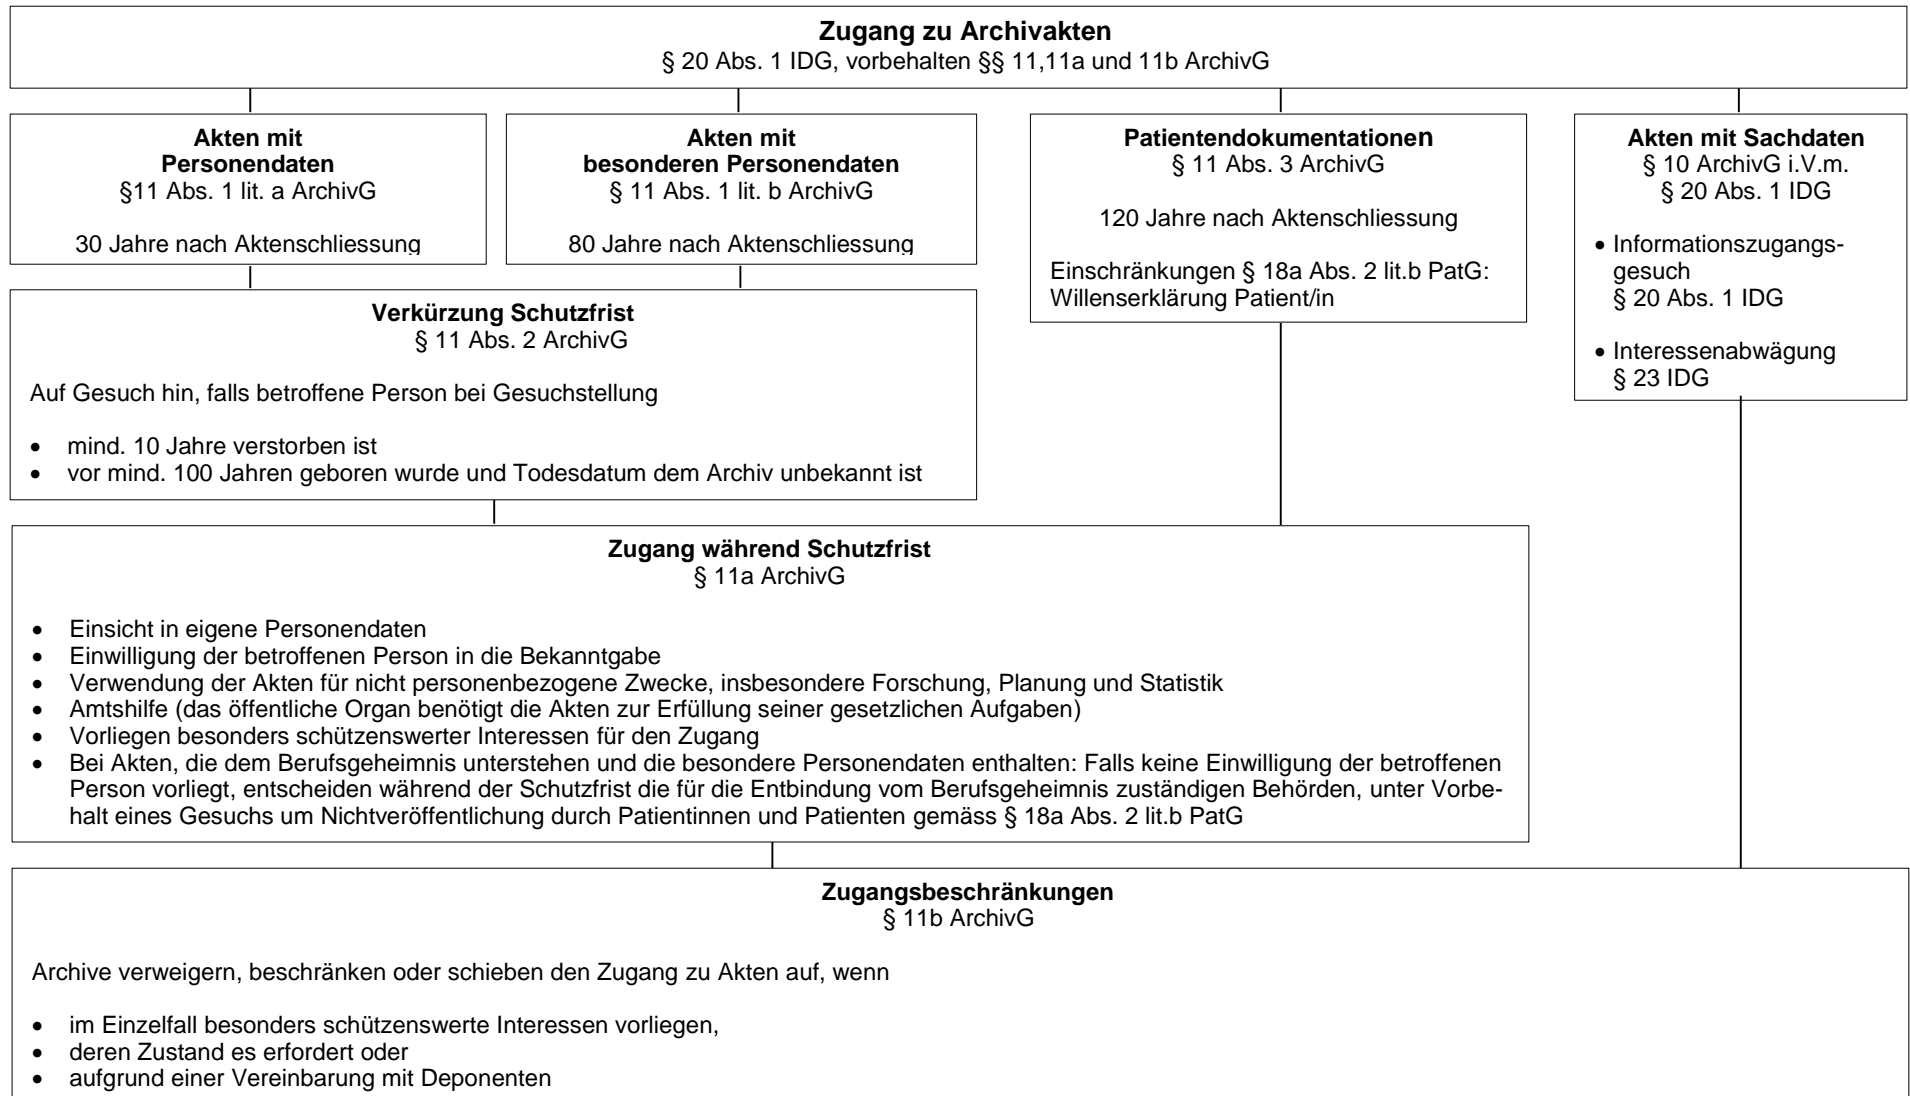 Zugang zu Archivakten
§ 20 Abs. 1 IDG, vorbehalten §§ 11,11a und 11b ArchivG
Akten mit
Personendaten
§11 Abs. 1 lit. a ArchivG
30 Jahre nach Aktenschliessung
Akten mit
besonderen Personendaten
§ 11 Abs. 1 lit. b ArchivG
80 Jahre nach Aktenschliessung
Patientendokumentationen
§ 11 Abs. 3 ArchivG
120 Jahre nach Aktenschliessung
Einschränkungen § 18a Abs. 2 lit.b PatG:
Willenserklärung Patient/in
Akten mit Sachdaten
§ 10 ArchivG i.V.m.
§ 20 Abs. 1 IDG
• Informationszugangs-
gesuch
§ 20 Abs. 1 IDG
• Interessenabwägung
§ 23 IDG
Verkürzung Schutzfrist
§ 11 Abs. 2 ArchivG
Auf Gesuch hin, falls betroffene Person bei Gesuchstellung
• mind. 10 Jahre verstorben ist
• vor mind. 100 Jahren geboren wurde und Todesdatum dem Archiv unbekannt ist
Zugang während Schutzfrist
§ 11a ArchivG
• Einsicht in eigene Personendaten
• Einwilligung der betroffenen Person in die Bekanntgabe
• Verwendung der Akten für nicht personenbezogene Zwecke, insbesondere Forschung, Planung und Statistik
• Amtshilfe (das öffentliche Organ benötigt die Akten zur Erfüllung seiner gesetzlichen Aufgaben)
• Vorliegen besonders schützenswerter Interessen für den Zugang
• Bei Akten, die dem Berufsgeheimnis unterstehen und die besondere Personendaten enthalten: Falls keine Einwilligung der betroffenen
Person vorliegt, entscheiden während der Schutzfrist die für die Entbindung vom Berufsgeheimnis zuständigen Behörden, unter Vorbe-
halt eines Gesuchs um Nichtveröffentlichung durch Patientinnen und Patienten gemäss § 18a Abs. 2 lit.b PatG
Zugangsbeschränkungen
§ 11b ArchivG
Archive verweigern, beschränken oder schieben den Zugang zu Akten auf, wenn
• im Einzelfall besonders schützenswerte Interessen vorliegen,
• deren Zustand es erfordert oder
• aufgrund einer Vereinbarung mit Deponenten